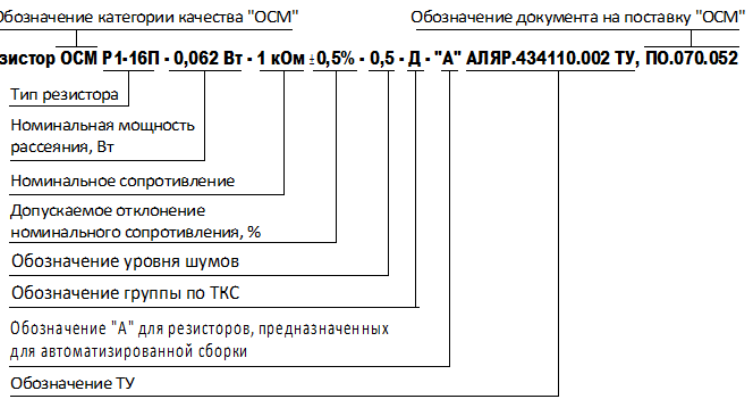 Обозначение категории качества "ОСМ" Обозначение документа на поставку "ОСМ"
зистор ОСМ Р1-16П - 0,062 Вт - 1 кОм ±0,5% - 0,5 - Д - "А" АЛЯР.434110.002 ТУ, ПО.070.052
Тип резистора
Номинальная мощность
рассеяния, Вт
Номинальное сопротивление
Допускаемое отклонение
номинального сопротивления, %
Обозначение уровня шумов
Обозначение группы по ТКС
Обозначение "А" для резисторов, предназначенных
для автоматизированной сборки
Обозначение ТУ